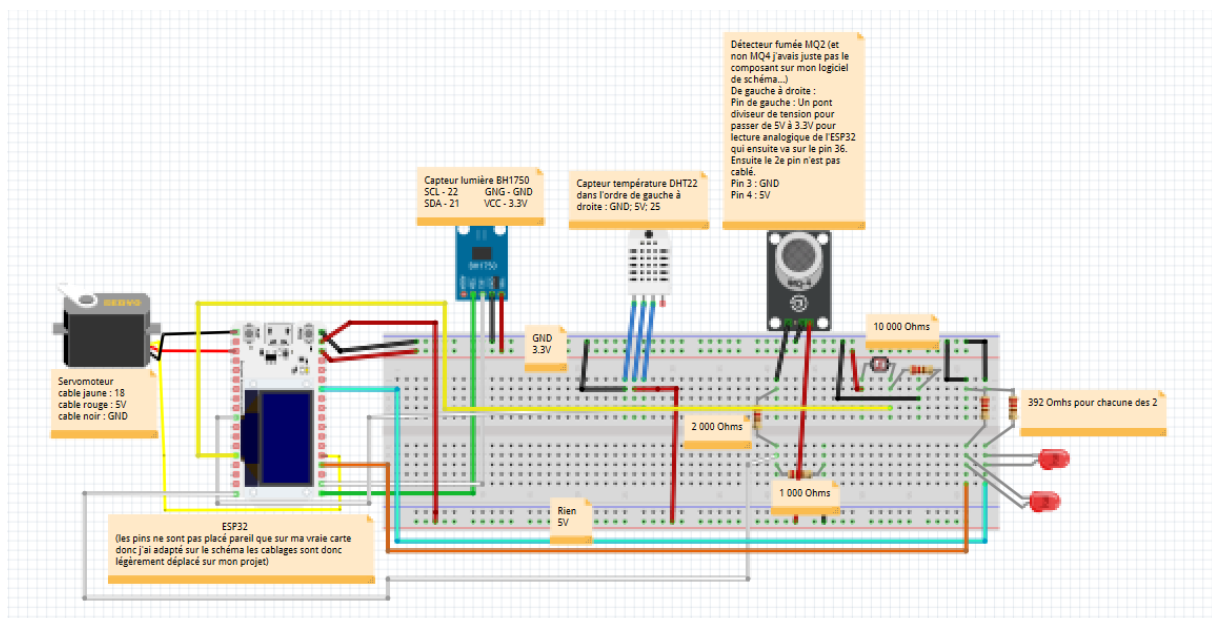 Détecteur fumée MQ2 (et
non MQ4 j'avais juste pas le
composant sur mon logiciel
de schéma...)
De gauche à droite :
Pin de gauche : Un pont
diviseur de tension pour
passer de 5V à 3.3V pour
lecture analogique de l'ESP32
qui ensuite va sur le pin 36.
Ensuite le 2e pin n'est pas
cablé.
Pin 3 : GND
Pin 4 : 5V
Capteur lumière BH1750
SCL - 22 GNG - GND
SDA - 21 VCC - 3.3V
Capteur température DHT22
dans l'ordre de gauche à
droite : GND; 5V; 25
(BH1750)
MQ-4
SERVO
GND
3.3V
10 000 Ohms
Servomoteur
cable jaune : 18
cable rouge : 5V
cable noir : GND
392 Omhs pour chacune des 2
2 000 Ohms
1 000 Ohms
Rien
5V
ESP32
(les pins ne sont pas placé pareil que sur ma vraie carte
donc j'ai adapté sur le schéma les cablages sont donc
légèrement déplacé sur mon projet)